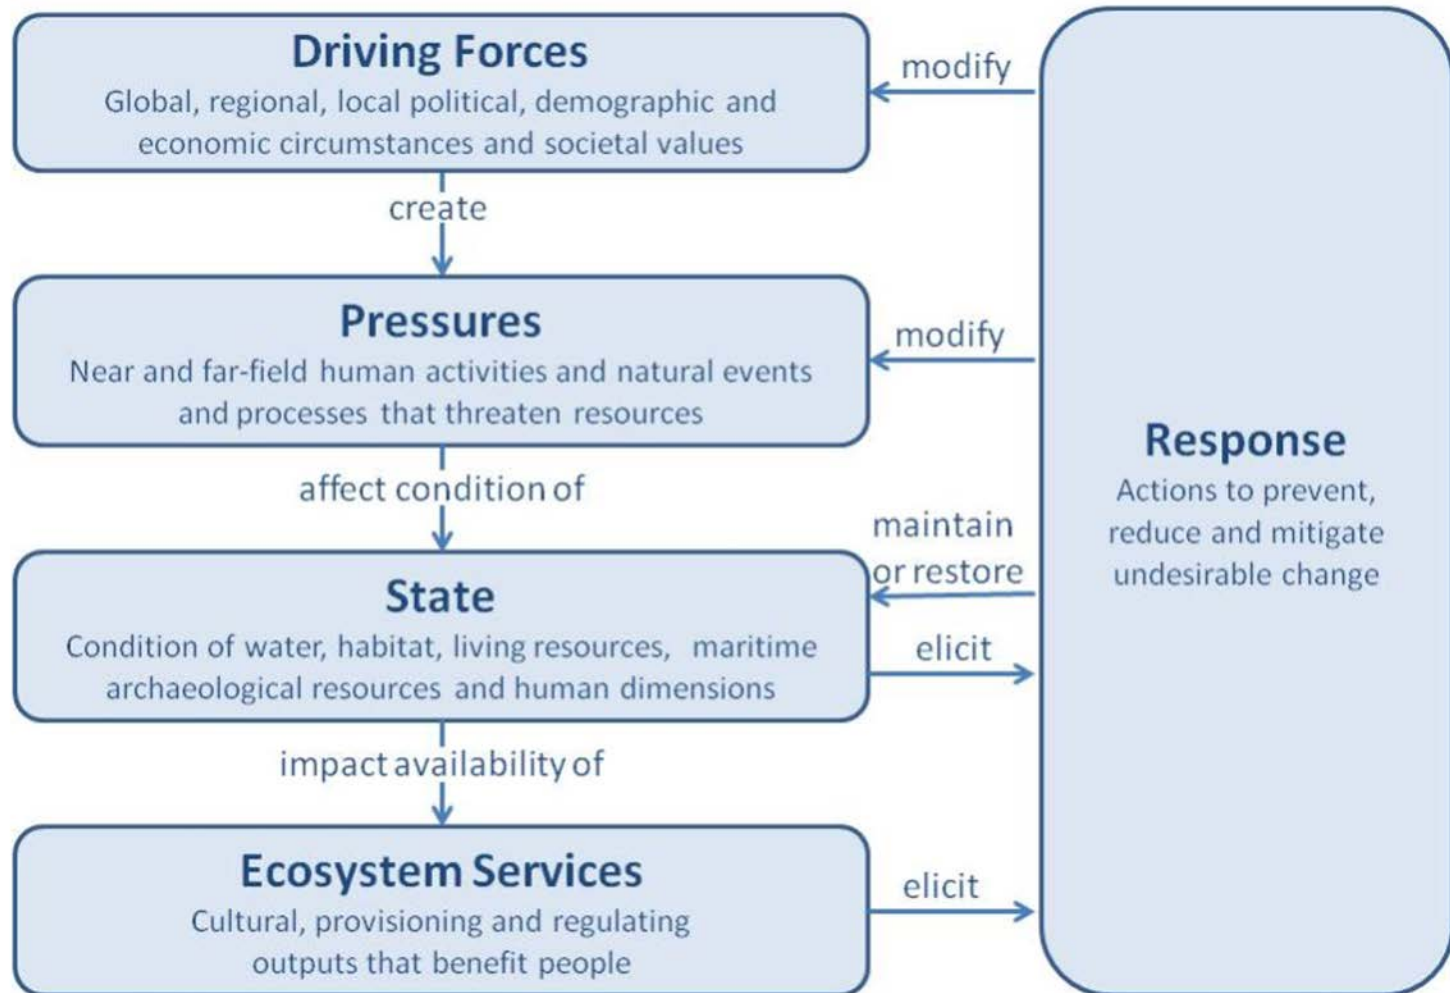 Driving Forces
Global, regional, local political, demographic and
economic circumstances and societal values
modify
create
Pressures
Near and far-field human activities and natural events
and processes that threaten resources
modify
affect condition of
State
Condition of water, habitat, living resources, maritime
archaeological resources and human dimensions
maintain
or restore
elicit
impact availability of
Ecosystem Services
Cultural, provisioning and regulating
outputs that benefit people
elicit
Response
Actions to prevent,
reduce and mitigate
undesirable change